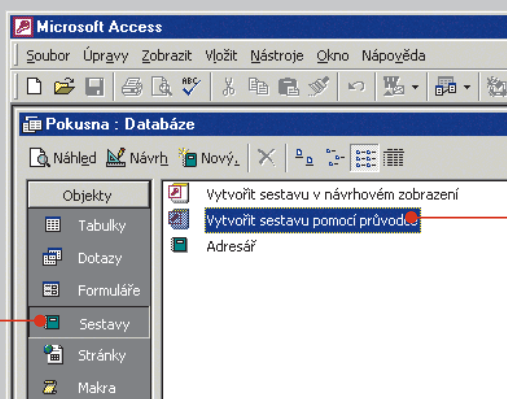 Microsoft Access
Soubor Úpravy Zobrazit Vložit Nástroje Okno Nápověda
Pokusna : Databáze
Náhled Návrh Nový.
Objekty
Tabulky
Dotazy
Formuláře
Sestavy
Stránky
Makra
Vytvořit sestavu v návrhovém zobrazení
Vytvořit sestavu pomocí průvodce
Adresář